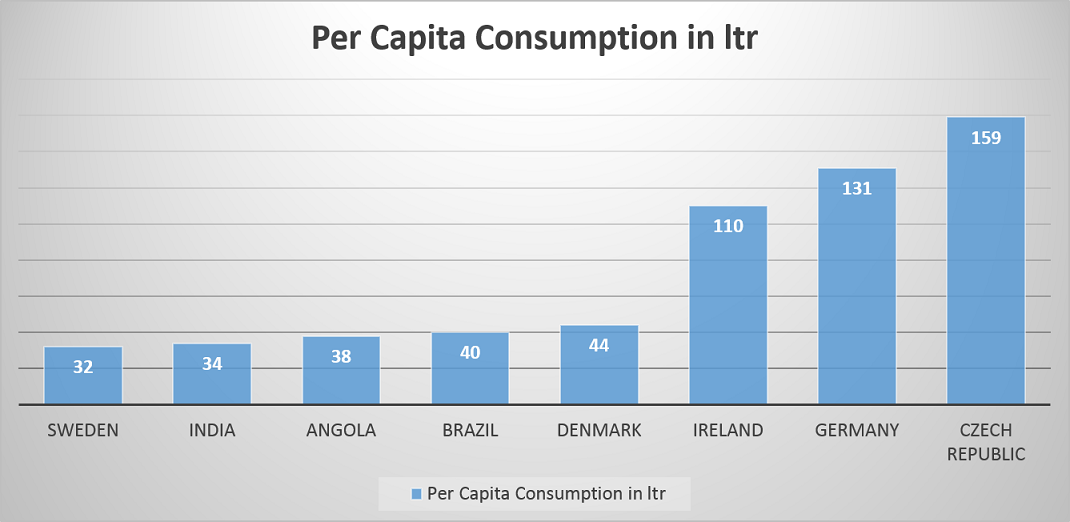 Per Capita Consumption in ltr
32
34
38
40
44
110
131
159
SWEDEN
INDIA
ANGOLA
BRAZIL
DENMARK
IRELAND
GERMANY
CZECH
REPUBLIC
Per Capita Consumption in ltr